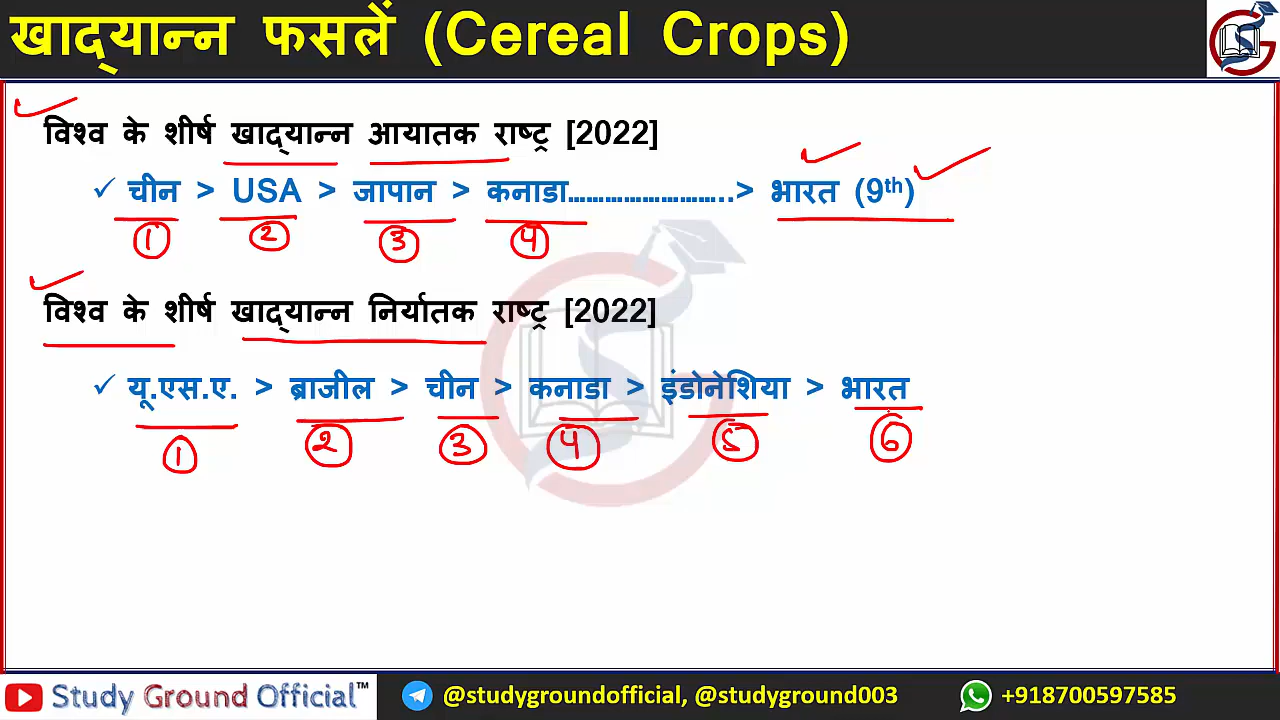 खाद्यान्न फसलें (Cereal Crops)
विश्व के शीर्ष खाद्यान्न आयातक राष्ट्र [2022]
✓ चीन > USA > जापान > कनाडा……………………..> भारत (9th)
① ② ③ ④
विश्व के शीर्ष खाद्यान्न निर्यातक राष्ट्र [2022]
✓ यू.एस.ए. > ब्राजील > चीन > कनाडा > इंडोनेशिया > भारत
① ② ③ ④ ⑤ ⑥
Study Ground Official™ @studygroundofficial, @studyground003 +918700597585